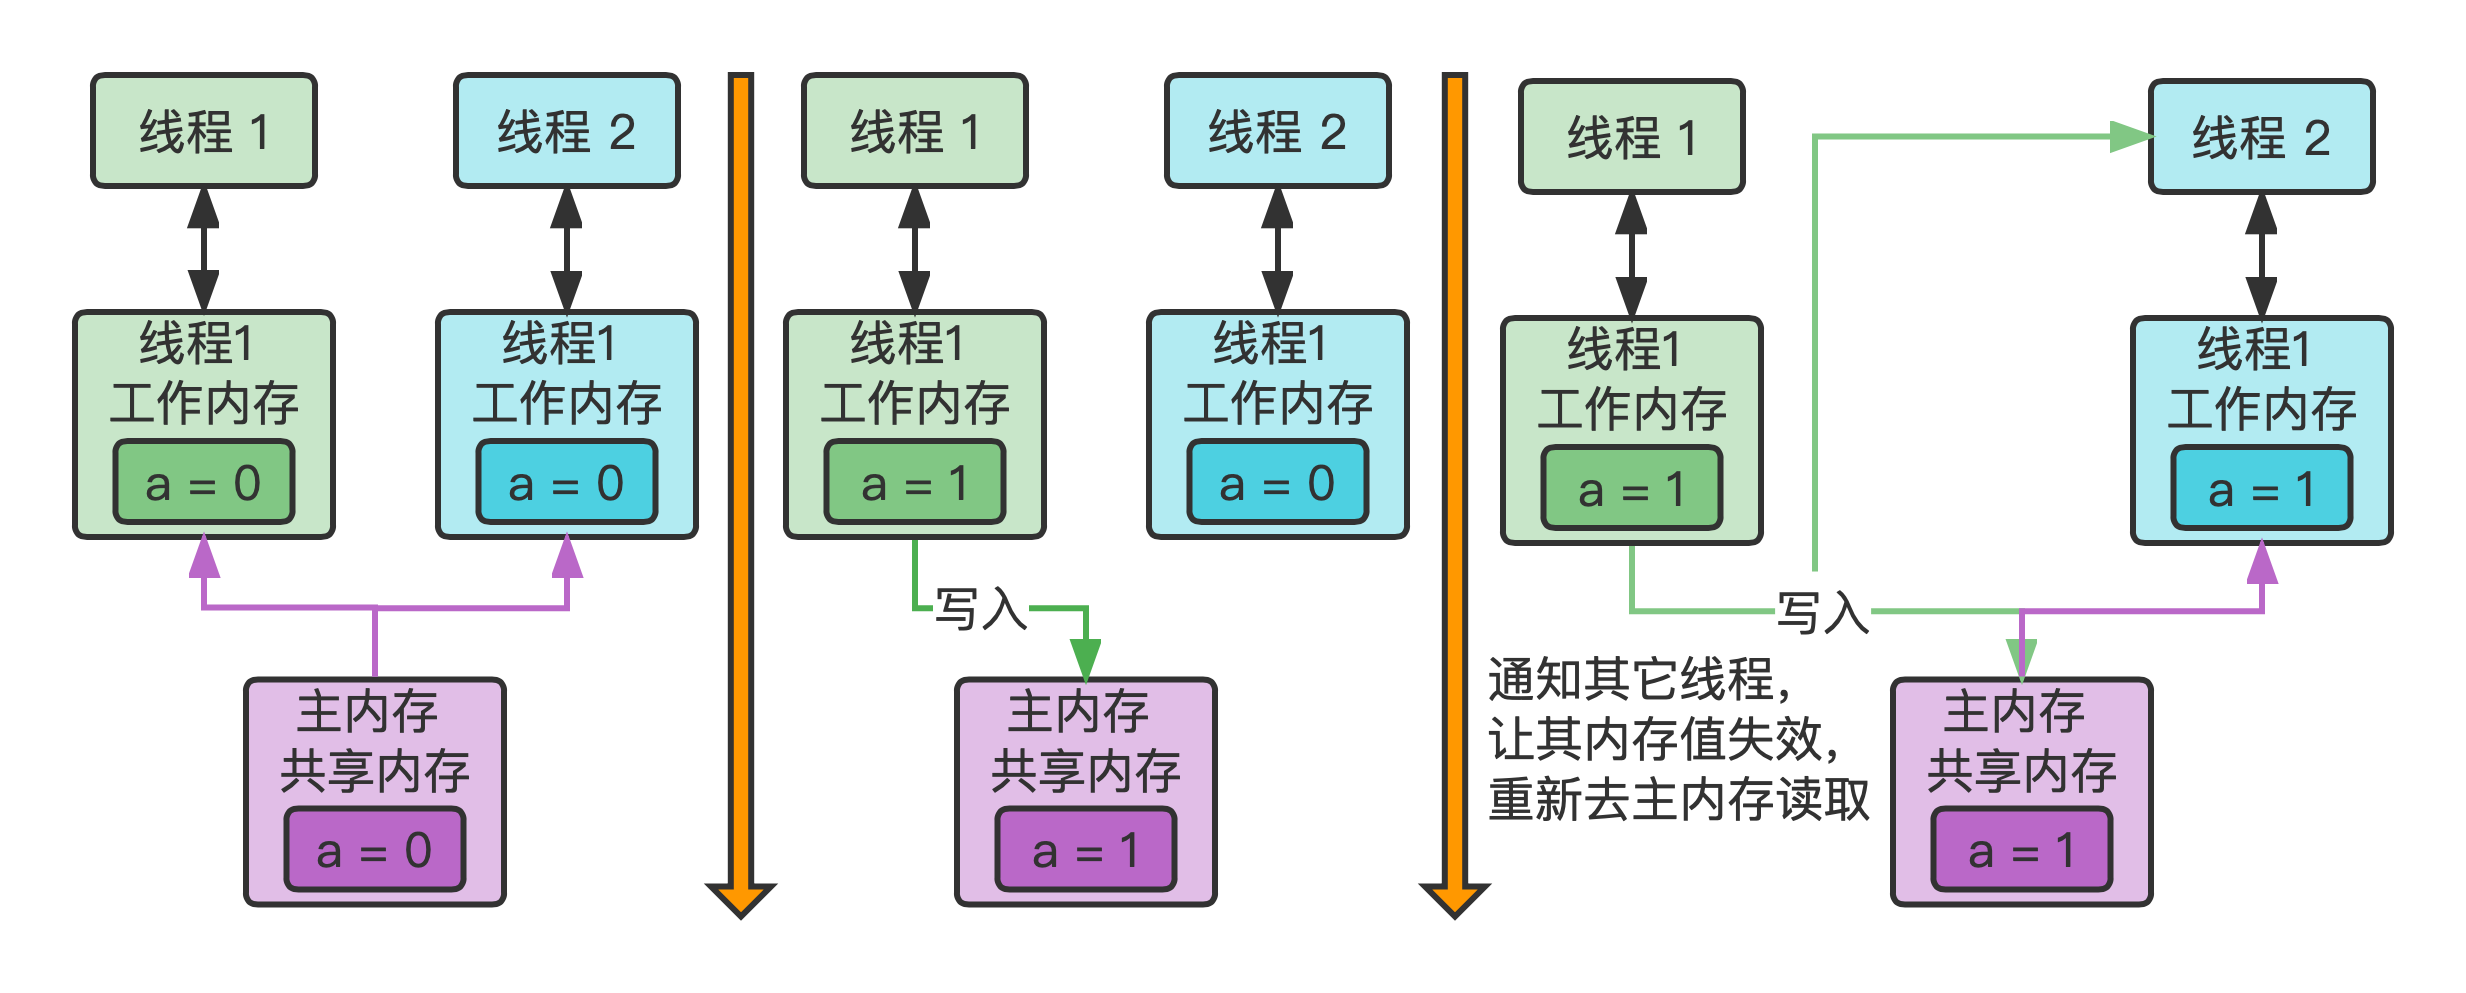 线程 1
线程 2
线程1
工作内存
a = 0
线程1
工作内存
a = 0
主内存
共享内存
a = 0
线程 1
线程 2
线程1
工作内存
a = 1
线程1
工作内存
a = 0
写入
主内存
共享内存
a = 1
线程 1
线程 2
线程1
工作内存
a = 1
线程1
工作内存
a = 1
写入
通知其它线程，
让其内存值失效，
重新去主内存读取
主内存
共享内存
a = 1